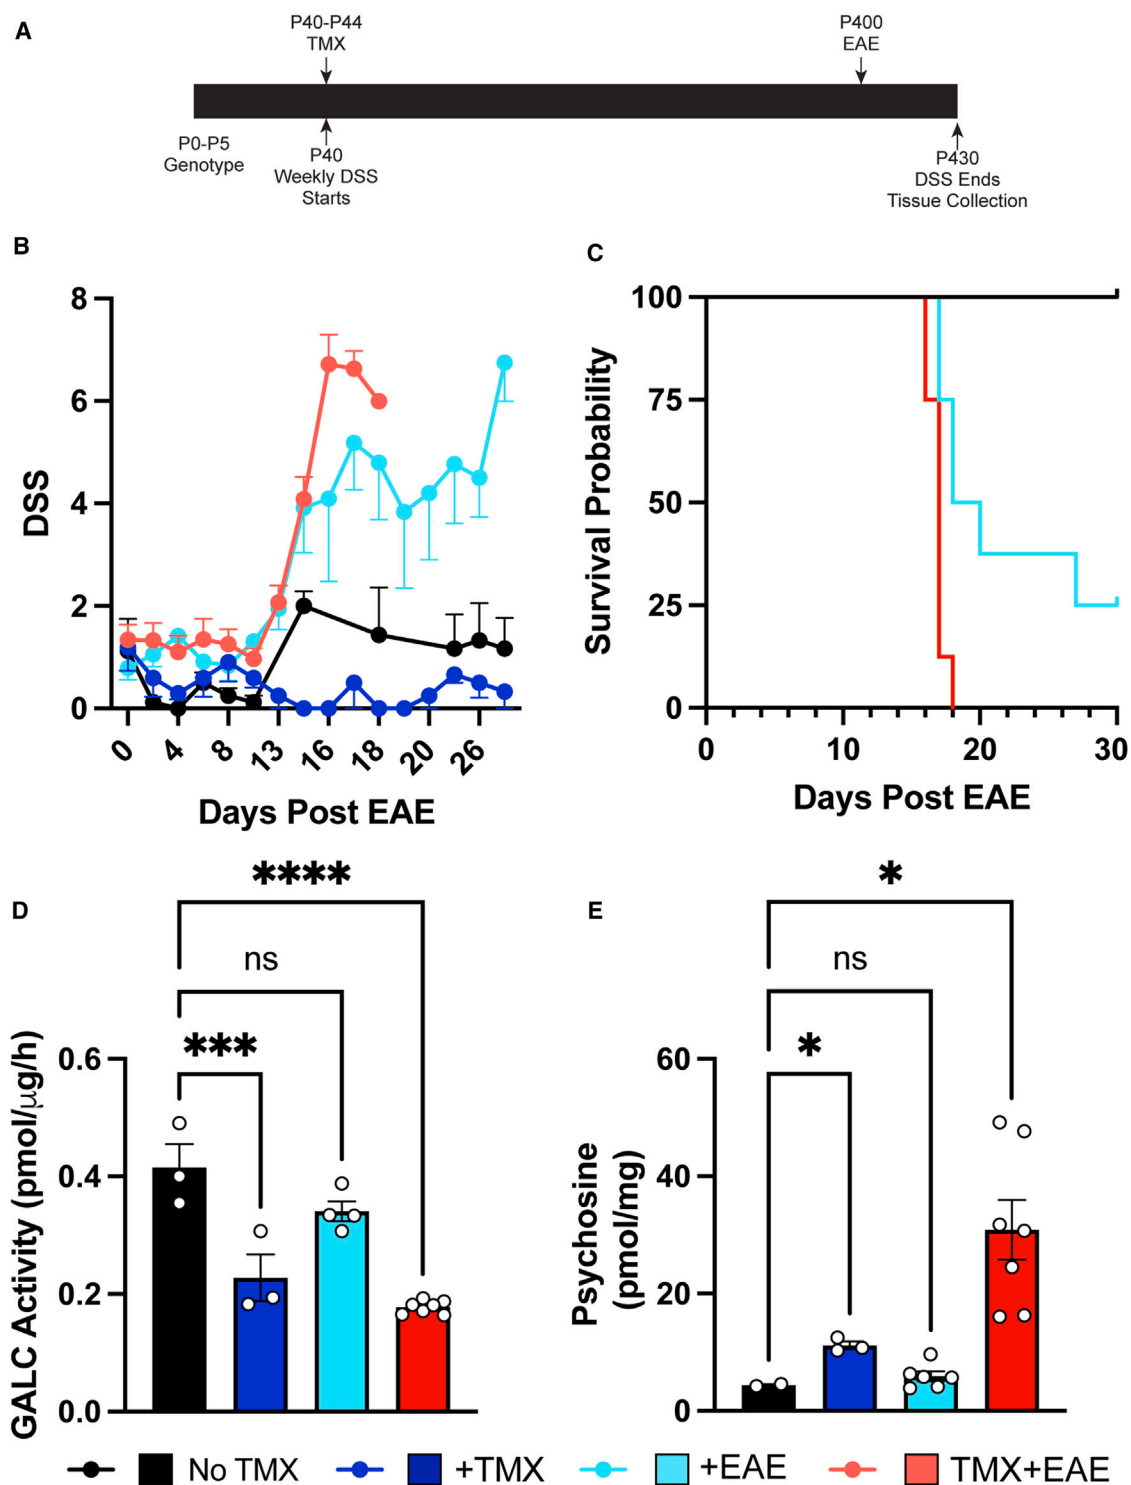 A
P40-P44
TMX
P400
EAE
P0-P5
Genotype
P40
Weekly DSS
Starts
P430
DSS Ends
Tissue Collection
B
8
6
4
2
0
DSS
0
4
8
13
16
18
20
26
Days Post EAE
C
100
75
50
25
0
Survival Probability
0
10
20
30
Days Post EAE
D
****
ns
***
0.6
0.4
0.2
0.0
GALC Activity (pmol/μg/h)
E
*
ns
*
60
40
20
0
Psychosine
(pmol/mg)
No TMX
+TMX
+EAE
TMX+EAE